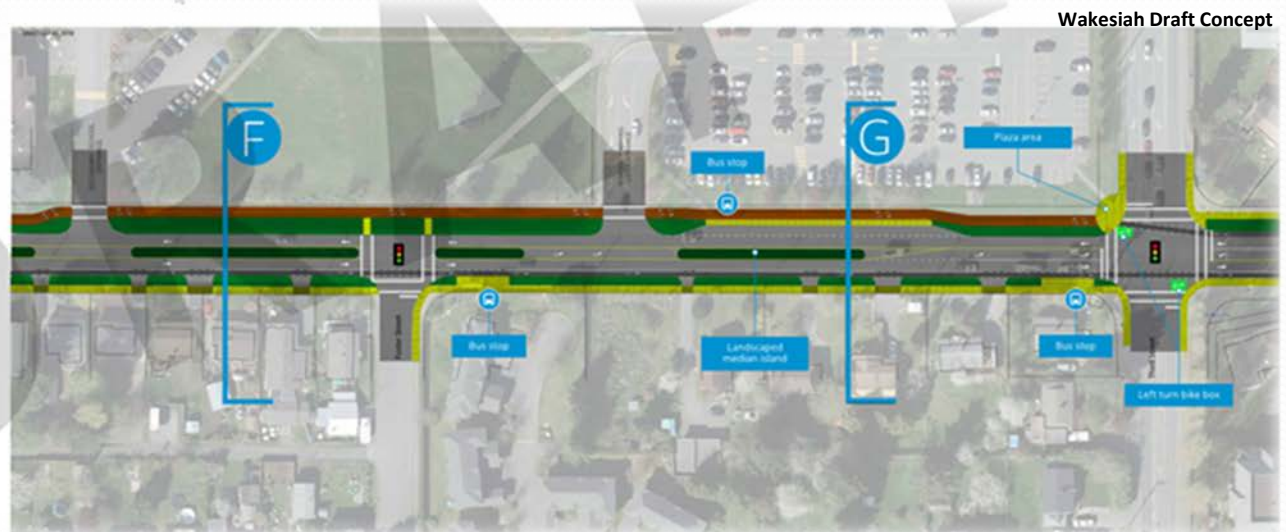 Wakesiah Draft Concept
F
G
Plaza area
Bus stop
Bus stop
Landscaped
median island
Bus stop
Left turn bike box